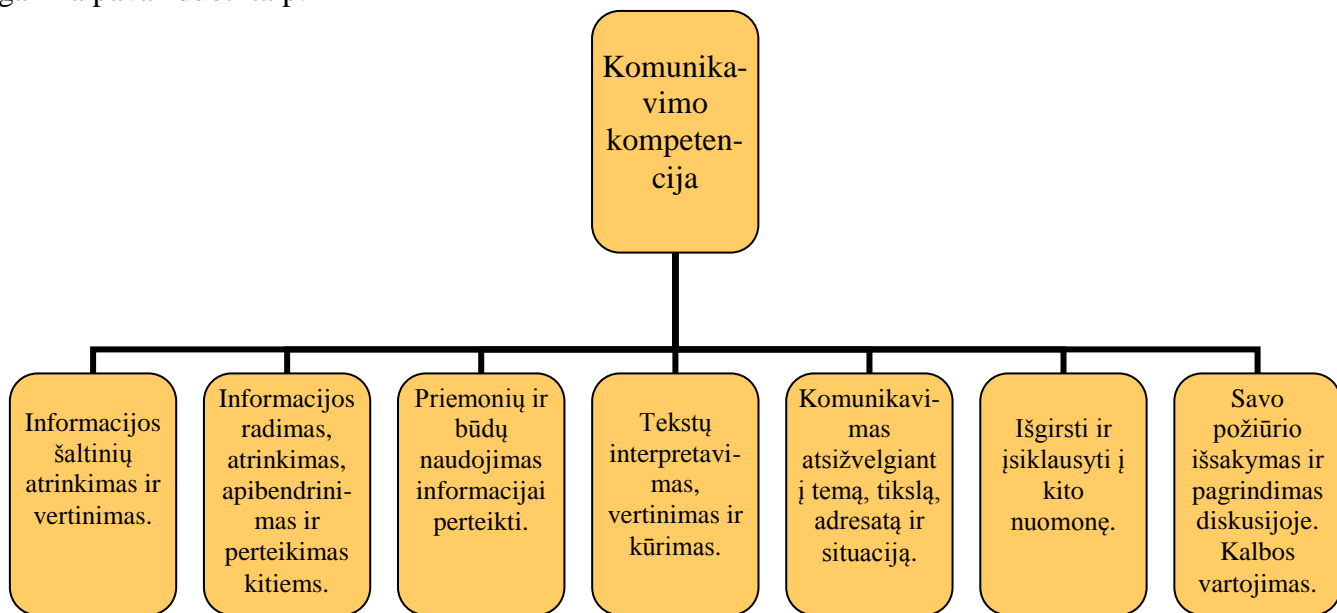 Komunika-
vimo
kompeten-
cija
Informacijos
šaltinių
atrinkimas ir
vertinimas.
Informacijos
radimas,
atrinkimas,
apibendrini-
mas ir
perteikimas
kitiems.
Priemonių ir
būdų
naudojimas
informacijai
perteikti.
Tekstų
interpretavi-
mas,
vertinimas ir
kūrimas.
Komunikavi-
mas
atsižvelgiant
į temą, tikslą,
adresatą ir
situaciją.
Išgirsti ir
įsiklausyti į
kito
nuomonę.
Savo
požiūrio
išsakymas ir
pagrindimas
diskusijoje.
Kalbos
vartojimas.